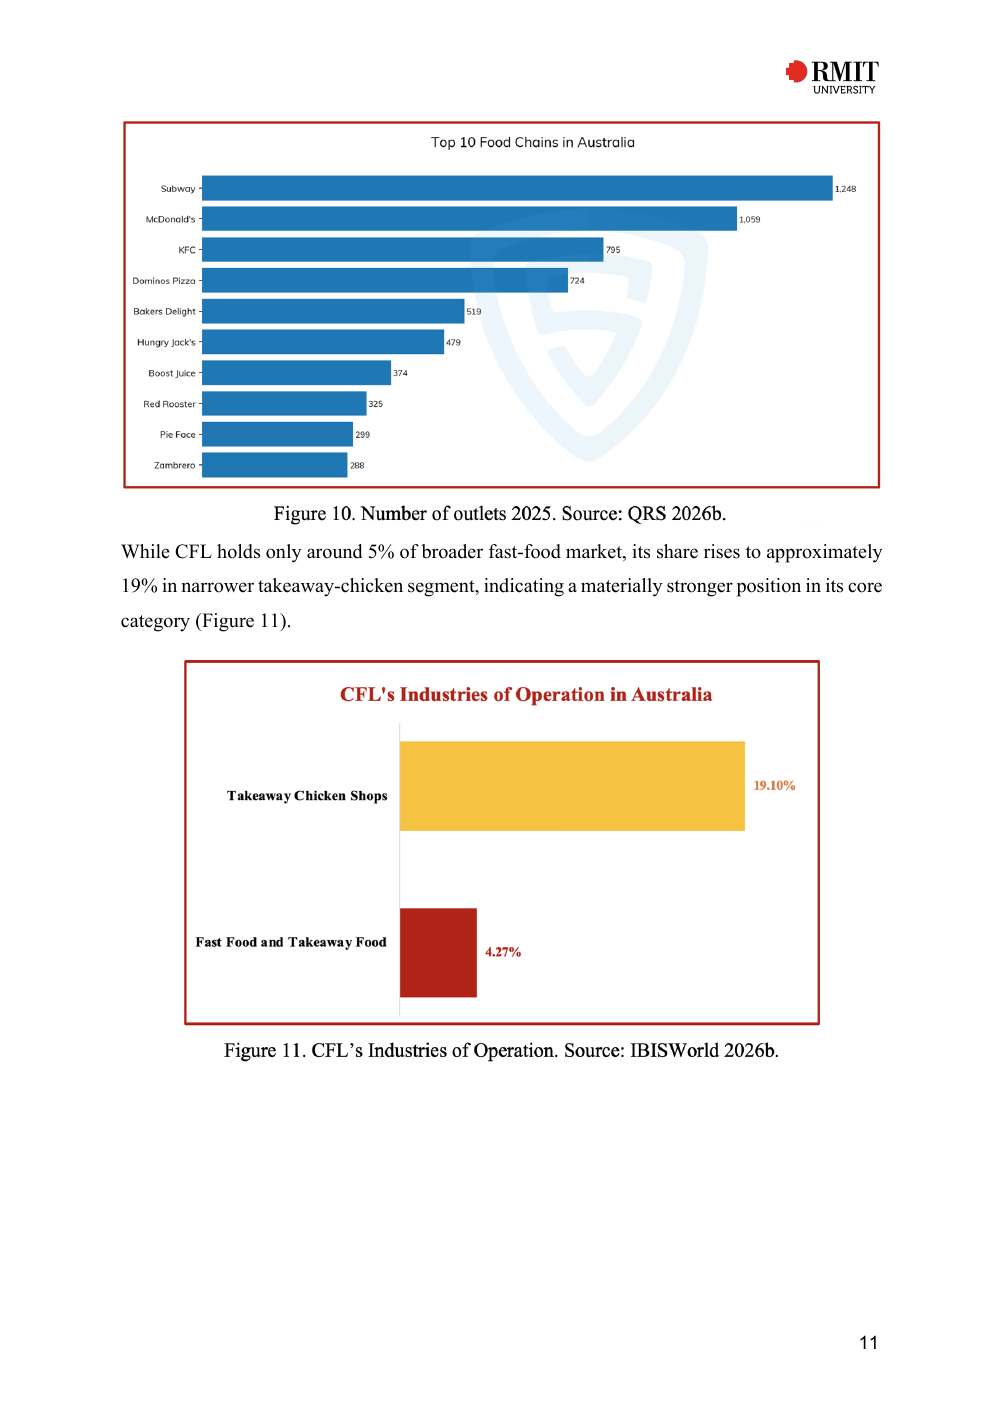 RMIT
UNIVERSITY
Top 10 Food Chains in Australia
Subway 1,248
McDonald's 1,059
KFC 795
Dominos Pizza 724
Bakers Delight 519
Hungry Jack's 479
Boost Juice 374
Red Rooster 325
Pie Face 299
Zambrero 288
Figure 10. Number of outlets 2025. Source: QRS 2026b.
While CFL holds only around 5% of broader fast-food market, its share rises to approximately
19% in narrower takeaway-chicken segment, indicating a materially stronger position in its core
category (Figure 11).
CFL's Industries of Operation in Australia
Takeaway Chicken Shops 19.10%
Fast Food and Takeaway Food 4.27%
Figure 11. CFL’s Industries of Operation. Source: IBISWorld 2026b.
11